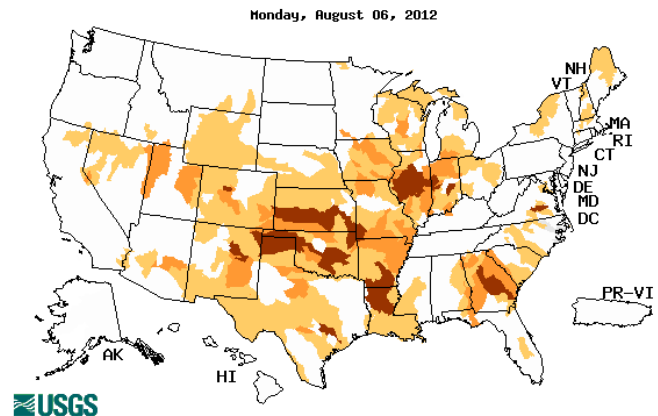 Monday, August 06, 2012
NH
VT
MA
RI
CT
NJ
DE
MD
DC
PR-VI
AK
HI
USGS